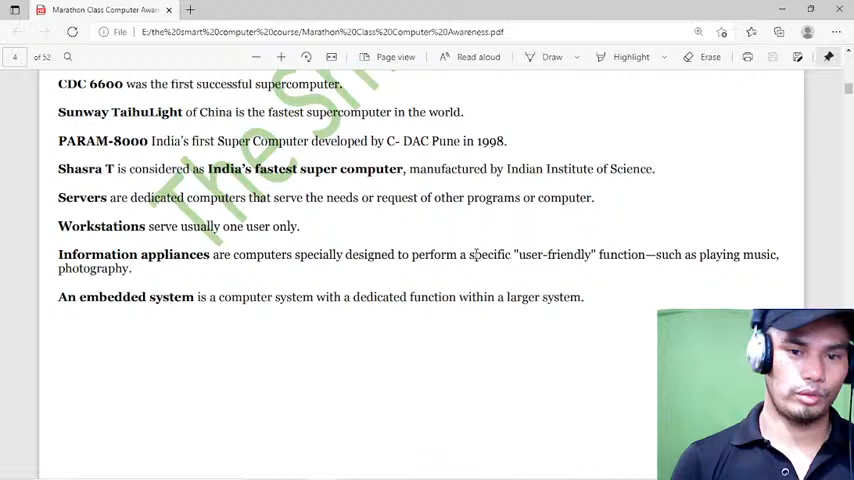 Marathon Class Computer Awa
File
E:/the%20smart%20computer%20course/Marathon%20Class%20Computer%20Awareness.pdf
4 of 52
Page view
Read aloud
Draw
Highlight
Erase
CDC 6600 was the first successful supercomputer.
Sunway TaihuLight of China is the fastest supercomputer in the world.
PARAM-8000 India's first Super Computer developed by C- DAC Pune in 1998.
Shasra T is considered as India's fastest super computer, manufactured by Indian Institute of Science.
Servers are dedicated computers that serve the needs or request of other programs or computer.
Workstations serve usually one user only.
Information appliances are computers specially designed to perform a specific "user-friendly" function—such as playing music,
photography.
An embedded system is a computer system with a dedicated function within a larger system.
The Sm